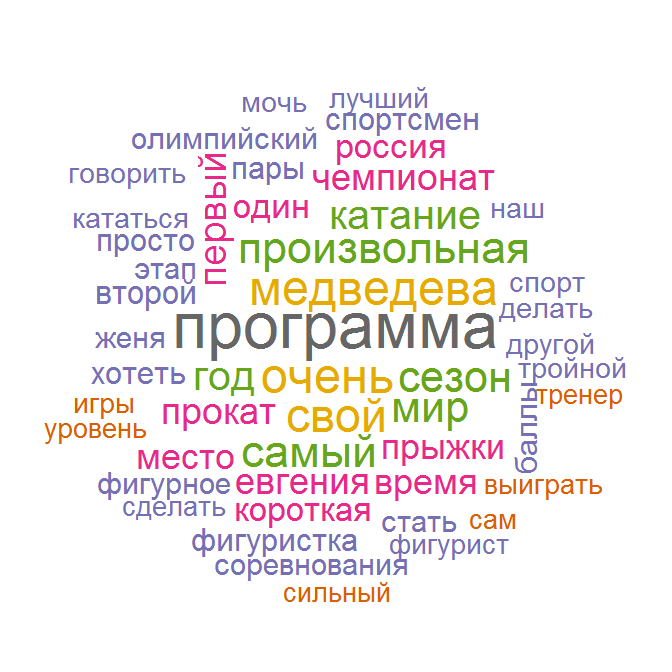 мочь лучший
спортсмен
олимпийский россия
говорить пары чемпионат
первый один катание наш
кататься
просто произвольная
этап
второй медведева спорт
делать
женя программа другой
хотеть год очень сезон тройной
игры прокат свой мир баллы тренер
уровень
место самый прыжки
фигурное евгения время выиграть
сделать короткая стать сам
фигуристка фигурист
соревнования
сильный